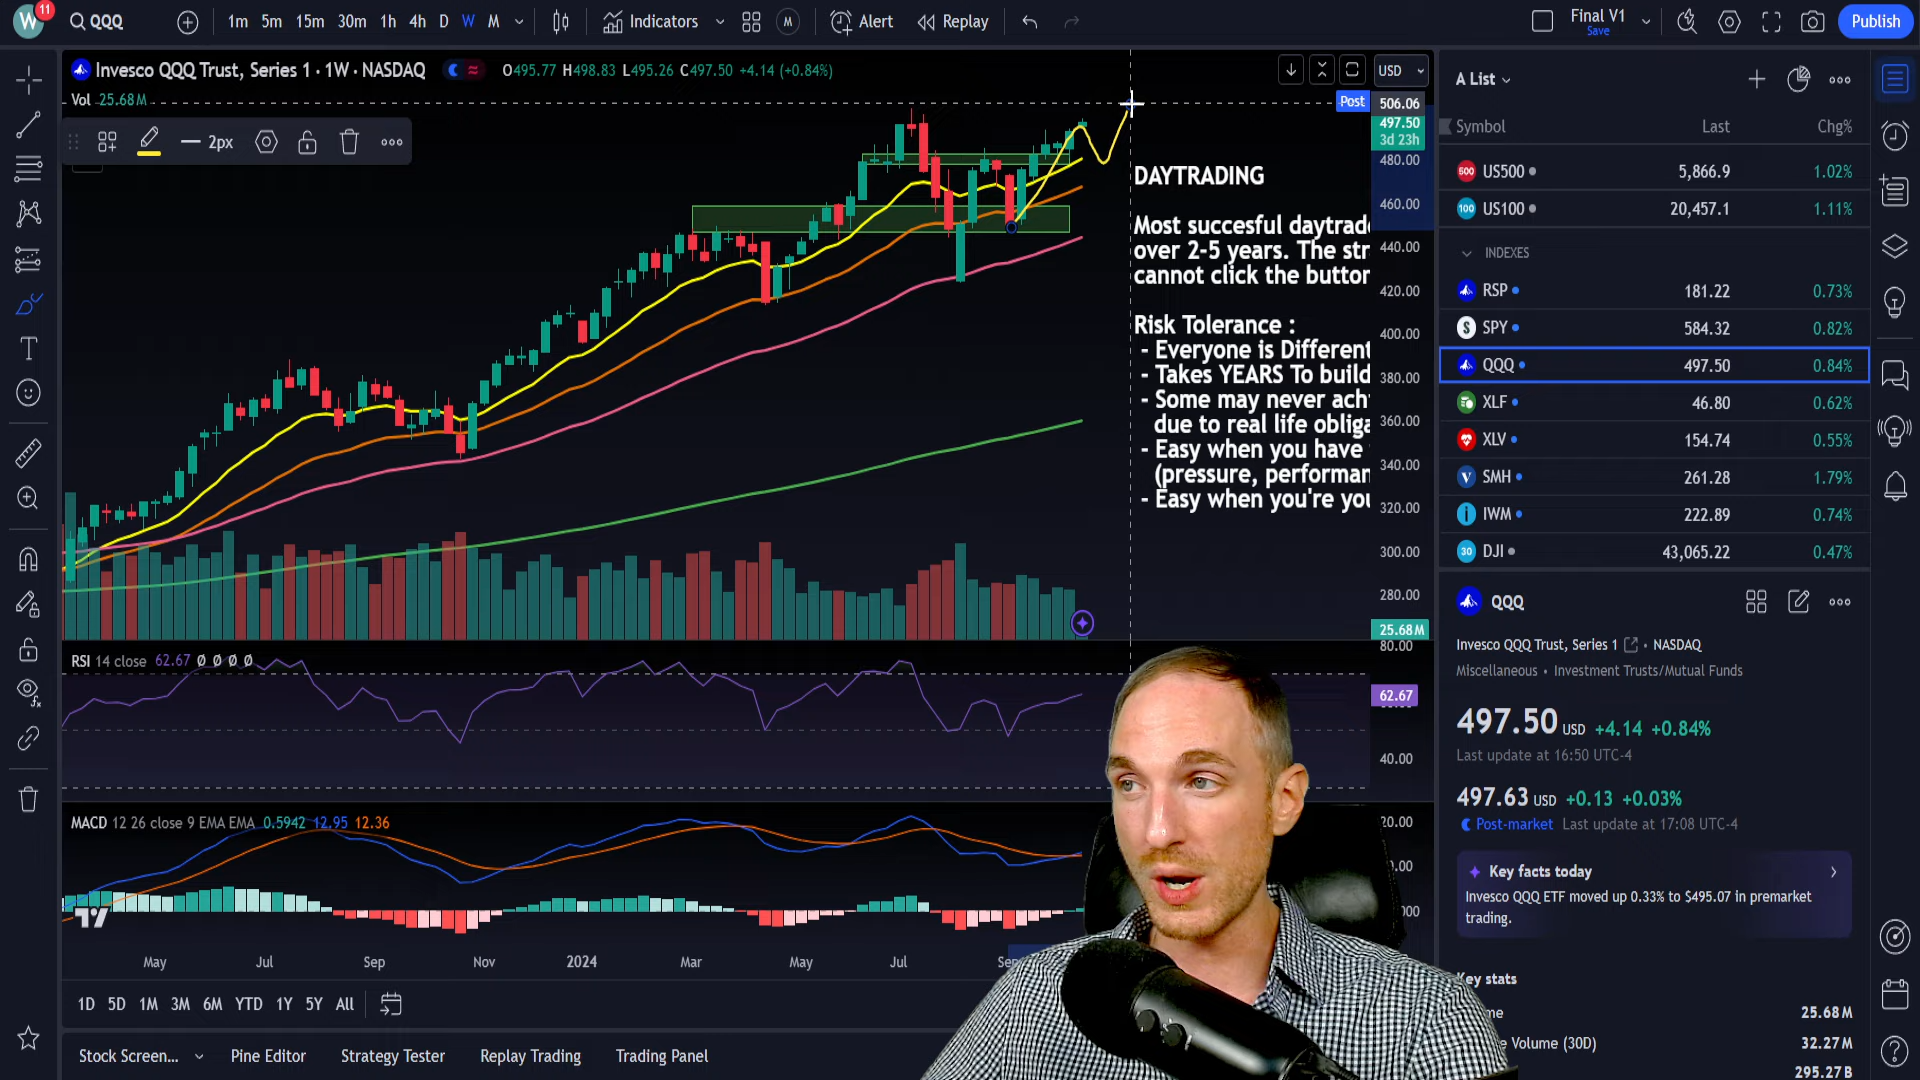 W
11
QQQ
1m 5m 15m 30m 1h 4h D W M
Indicators
M
Alert
Replay
Final V1
Save
Publish
Invesco QQQ Trust, Series 1 · 1W · NASDAQ
O495.77 H498.83 L495.26 C497.50 +4.14 (+0.84%)
Vol 25.68M
2px
USD
Post 506.06
497.50
3d 23h
480.00
460.00
440.00
420.00
400.00
380.00
360.00
340.00
320.00
300.00
280.00
25.68M
DAYTRADING
Most succesful daytrade
over 2-5 years. The str
cannot click the button
Risk Tolerance :
- Everyone is Different
- Takes YEARS To build
- Some may never ach
due to real life obliga
- Easy when you have
(pressure, performan
- Easy when you're you
RSI 14 close 62.67 Ø Ø Ø Ø
80.00
62.67
40.00
MACD 12 26 close 9 EMA EMA 0.5942 12.95 12.36
20.00
May Jul Sep Nov 2024 Mar May Jul Sep
1D 5D 1M 3M 6M YTD 1Y 5Y All
Stock Screen... Pine Editor Strategy Tester Replay Trading Trading Panel
A List
Symbol Last Chg%
500 US500 5,866.9 1.02%
100 US100 20,457.1 1.11%
INDEXES
RSP 181.22 0.73%
S SPY 584.32 0.82%
QQQ 497.50 0.84%
XLF 46.80 0.62%
XLV 154.74 0.55%
V SMH 261.28 1.79%
IWM 222.89 0.74%
30 DJI 43,065.22 0.47%
QQQ
Invesco QQQ Trust, Series 1 • NASDAQ
Miscellaneous • Investment Trusts/Mutual Funds
497.50 USD +4.14 +0.84%
Last update at 16:50 UTC-4
497.63 USD +0.13 +0.03%
Post-market Last update at 17:08 UTC-4
Key facts today
Invesco QQQ ETF moved up 0.33% to $495.07 in premarket
trading.
Key stats
25.68M
Volume (30D) 32.27M
295.27B